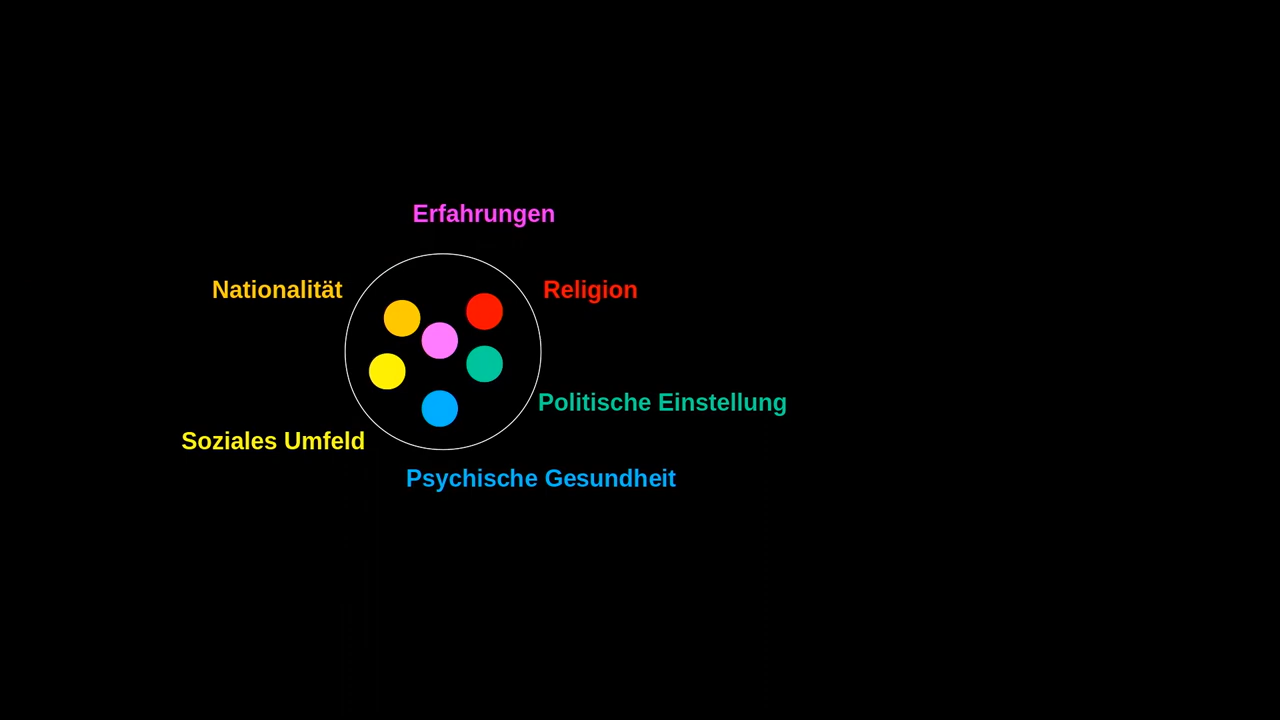 Erfahrungen
Nationalität
Religion
Politische Einstellung
Soziales Umfeld
Psychische Gesundheit